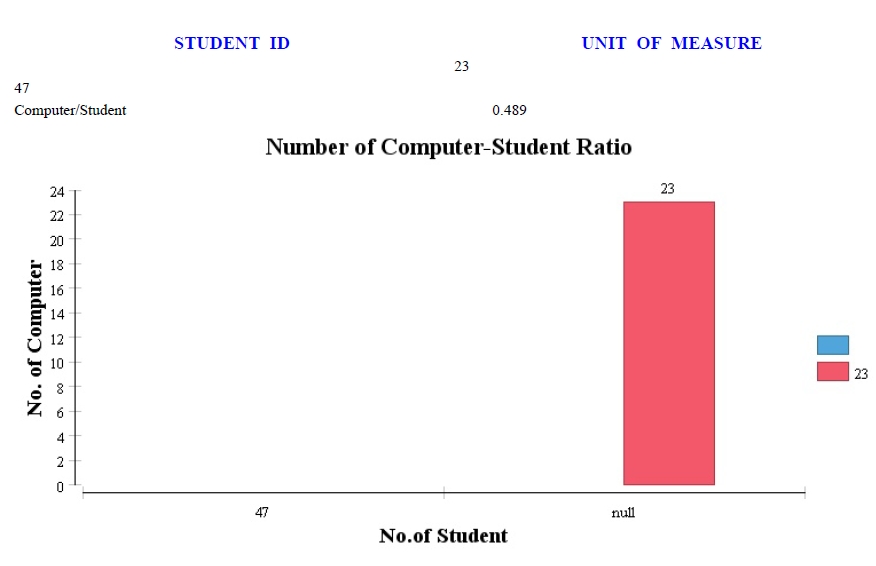 STUDENT ID UNIT OF MEASURE
23
47
Computer/Student 0.489
Number of Computer-Student Ratio
23
24
22
20
18
16
14
12
10
8
6
4
2
0
No. of Computer
23
47 null
No.of Student